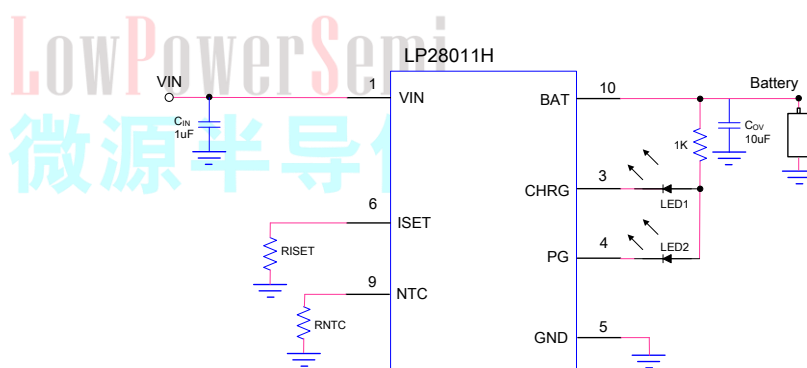 LowPowerSemi
微源半导
LP28011H
VIN
1
VIN
BAT
10
Battery
CIN
1uF
1K
COV
10uF
CHRG
3
LED1
6
ISET
RISET
PG
4
LED2
9
NTC
RNTC
GND
5